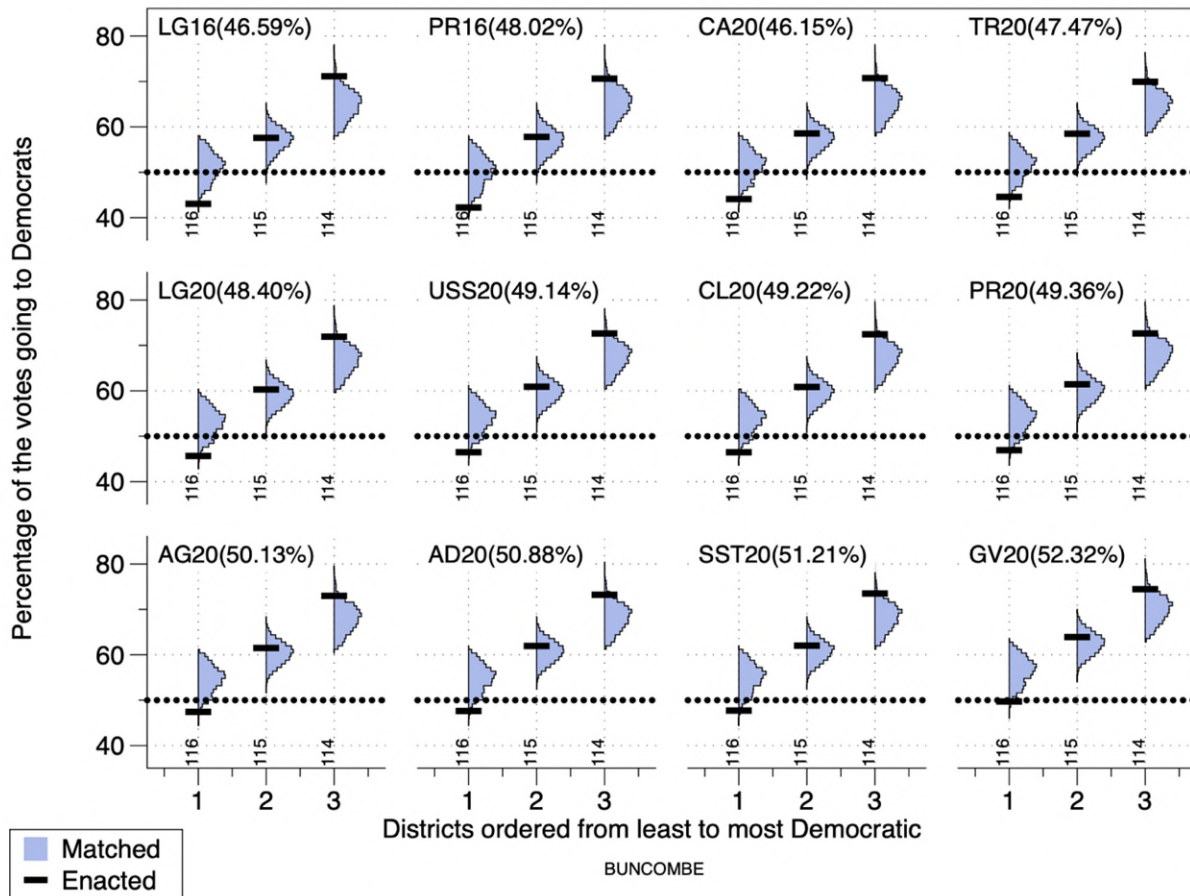 Percentage of the votes going to Democrats
LG16(46.59%) PR16(48.02%) CA20(46.15%) TR20(47.47%)
80
60
40
116 115 114 116 115 114 116 115 114 116 115 114
LG20(48.40%) USS20(49.14%) CL20(49.22%) PR20(49.36%)
80
60
40
116 115 114 116 115 114 116 115 114 116 115 114
AG20(50.13%) AD20(50.88%) SST20(51.21%) GV20(52.32%)
80
60
40
116 115 114 116 115 114 116 115 114 116 115 114
1 2 3 1 2 3 1 2 3 1 2 3
Districts ordered from least to most Democratic
Matched
Enacted
BUNCOMBE